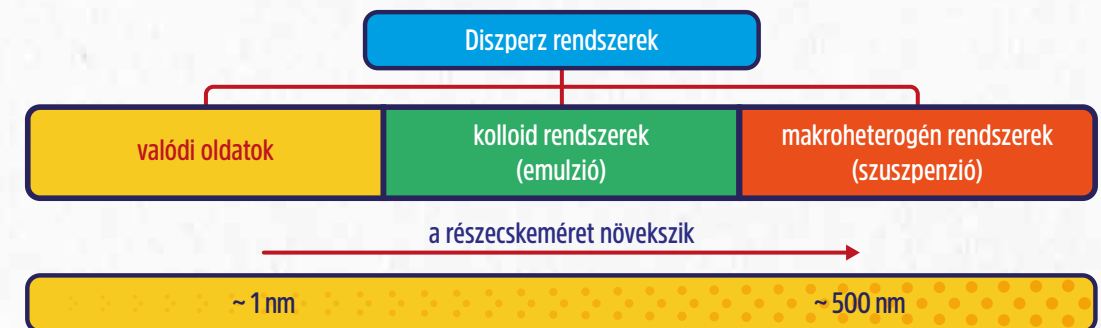 Diszperz rendszerek
valódi oldatok
kolloid rendszerek
(emulzió)
makroheterogén rendszerek
(szuszpenzió)
a részecskeméret növekszik
~ 1 nm
~ 500 nm